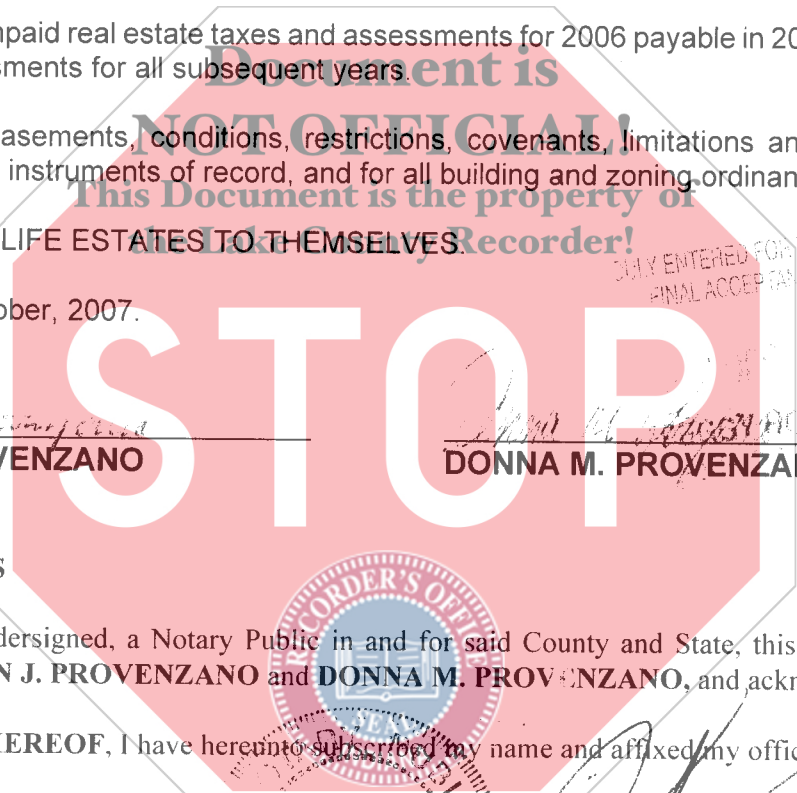 npaid real estate taxes and assessments for 2006 payable in 20
sments for all subsequent years.
Document is
asements, conditions, restrictions, covenants, limitations an
NOT OFFICIAL!
instruments of record, and for all building and zoning ordinan
This Document is the property of
LIFE ESTATES TO THEMSELVES.
the Lake County Recorder!
DULY ENTERED FOR
FINAL ACCEPTAN
ober, 2007.
STOP
Donna M. Provenzano
VENZANO
DONNA M. PROVENZA
S
RECORDER'S OFFICE
dersigned, a Notary Public in and for said County and State, this
N J. PROVENZANO and DONNA M. PROVENZANO, and ackn
HEREOF, I have hereunto subscribed my name and affixed my offic